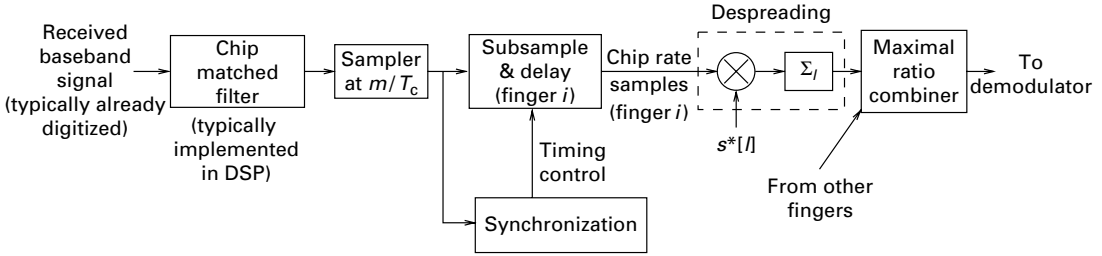 Received
baseband
signal
(typically already
digitized)
Chip
matched
filter
(typically
implemented
in DSP)
Sampler
at m/Tc
Subsample
& delay
(finger i)
Timing
control
Synchronization
Chip rate
samples
(finger i)
Despreading
Σl
s*[l]
Maximal
ratio
combiner
From other
fingers
To
demodulator